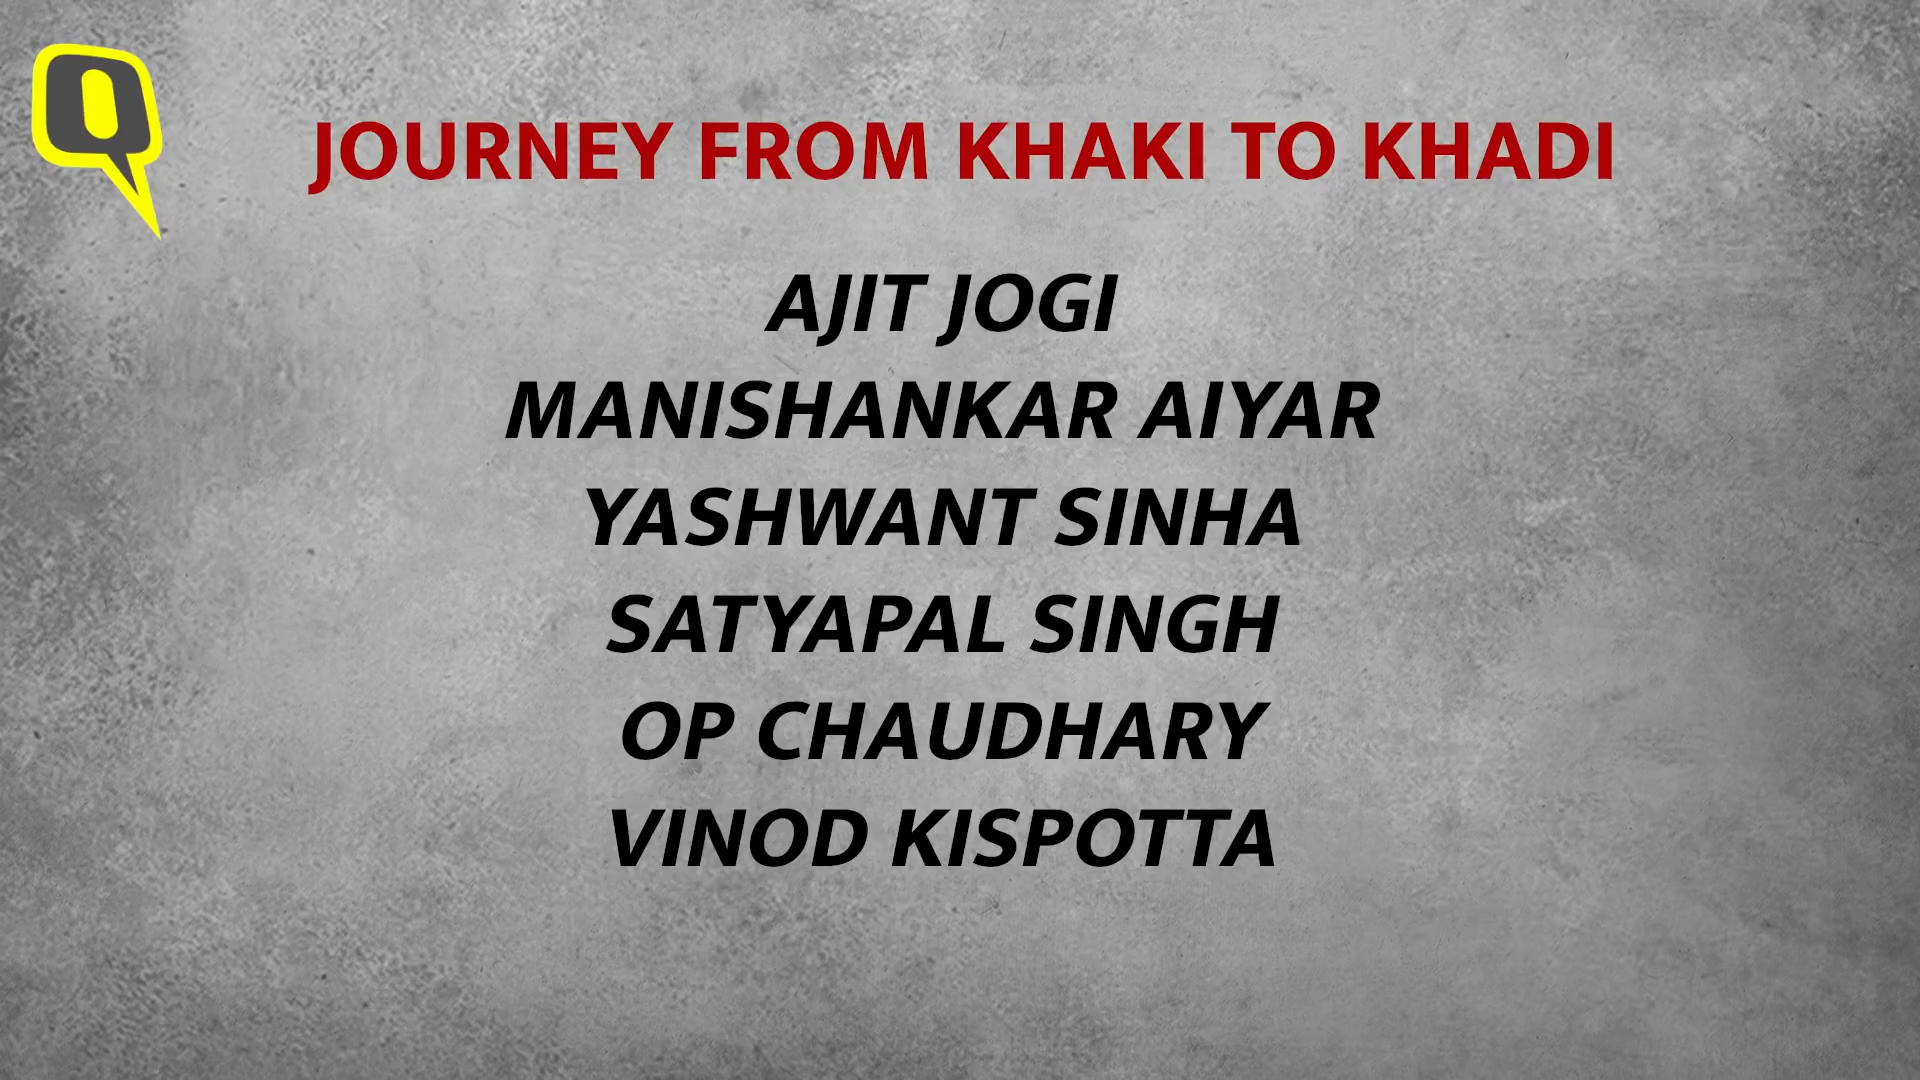 Q
JOURNEY FROM KHAKI TO KHADI
AJIT JOGI
MANISHANKAR AIYAR
YASHWANT SINHA
SATYAPAL SINGH
OP CHAUDHARY
VINOD KISPOTTA